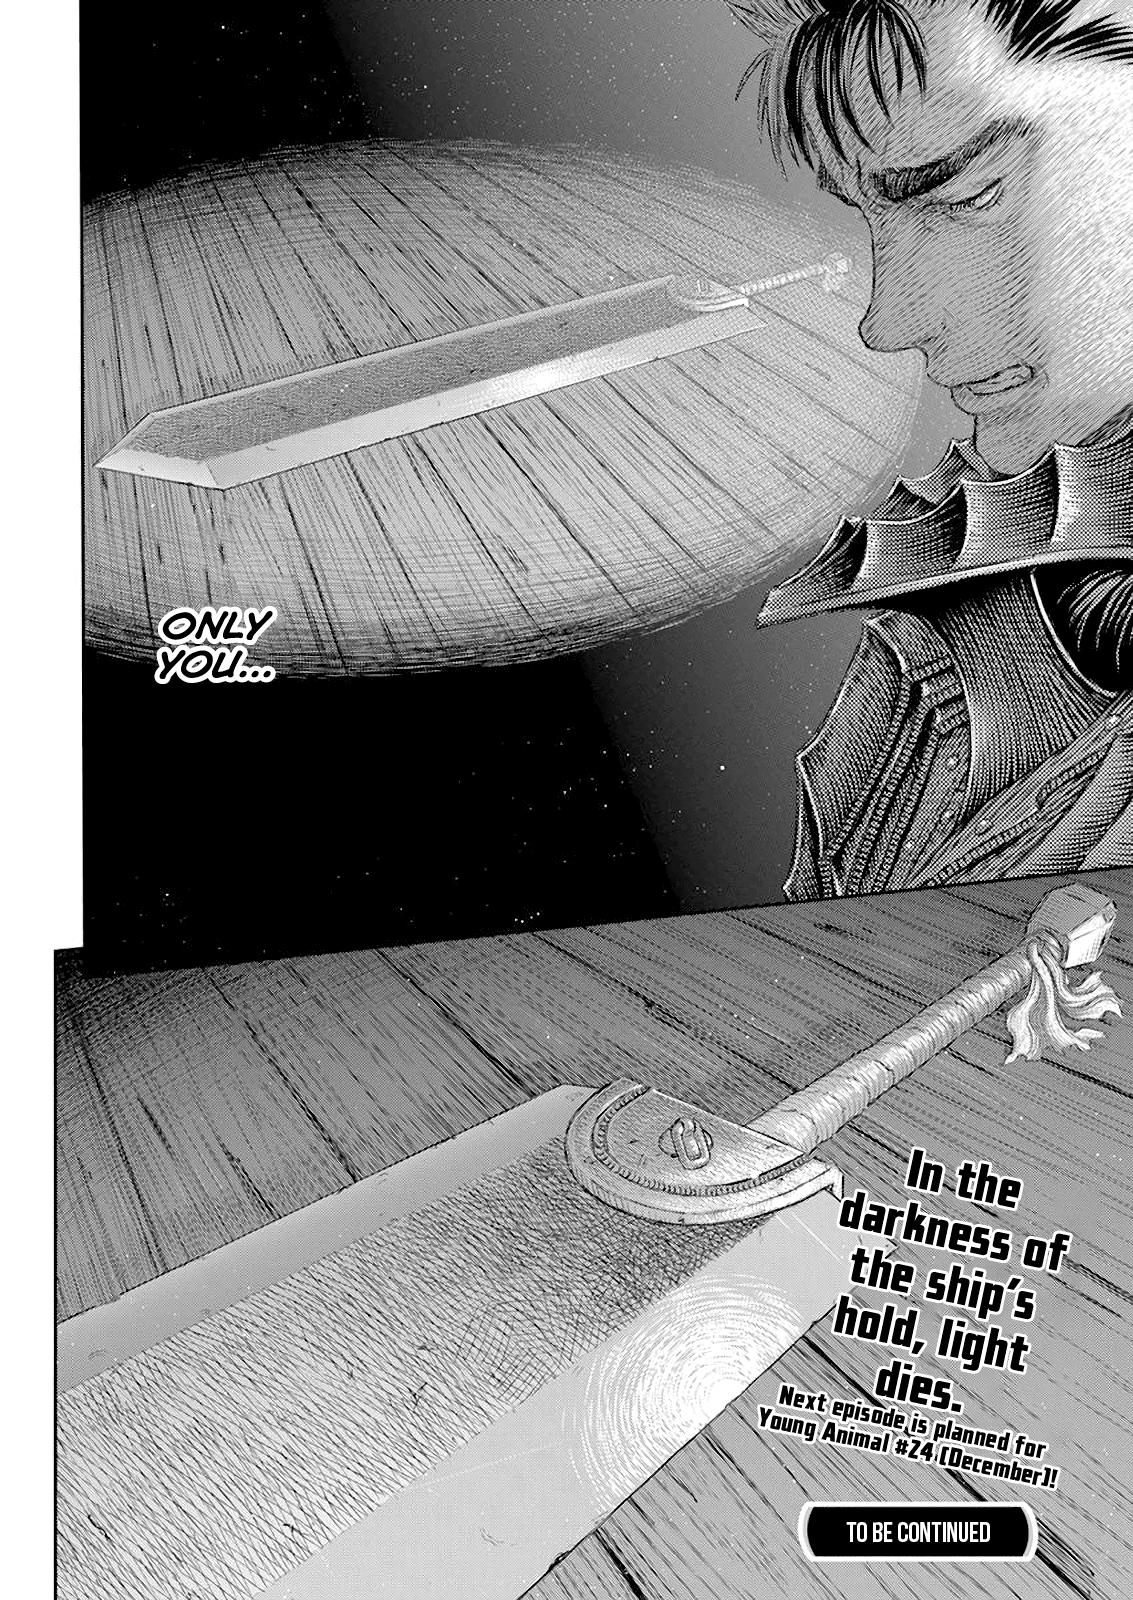 ONLY
YOU...
In the
darkness of
the ship's
hold, light
dies.
Next episode is planned for
Young Animal #24 (December)!
TO BE CONTINUED